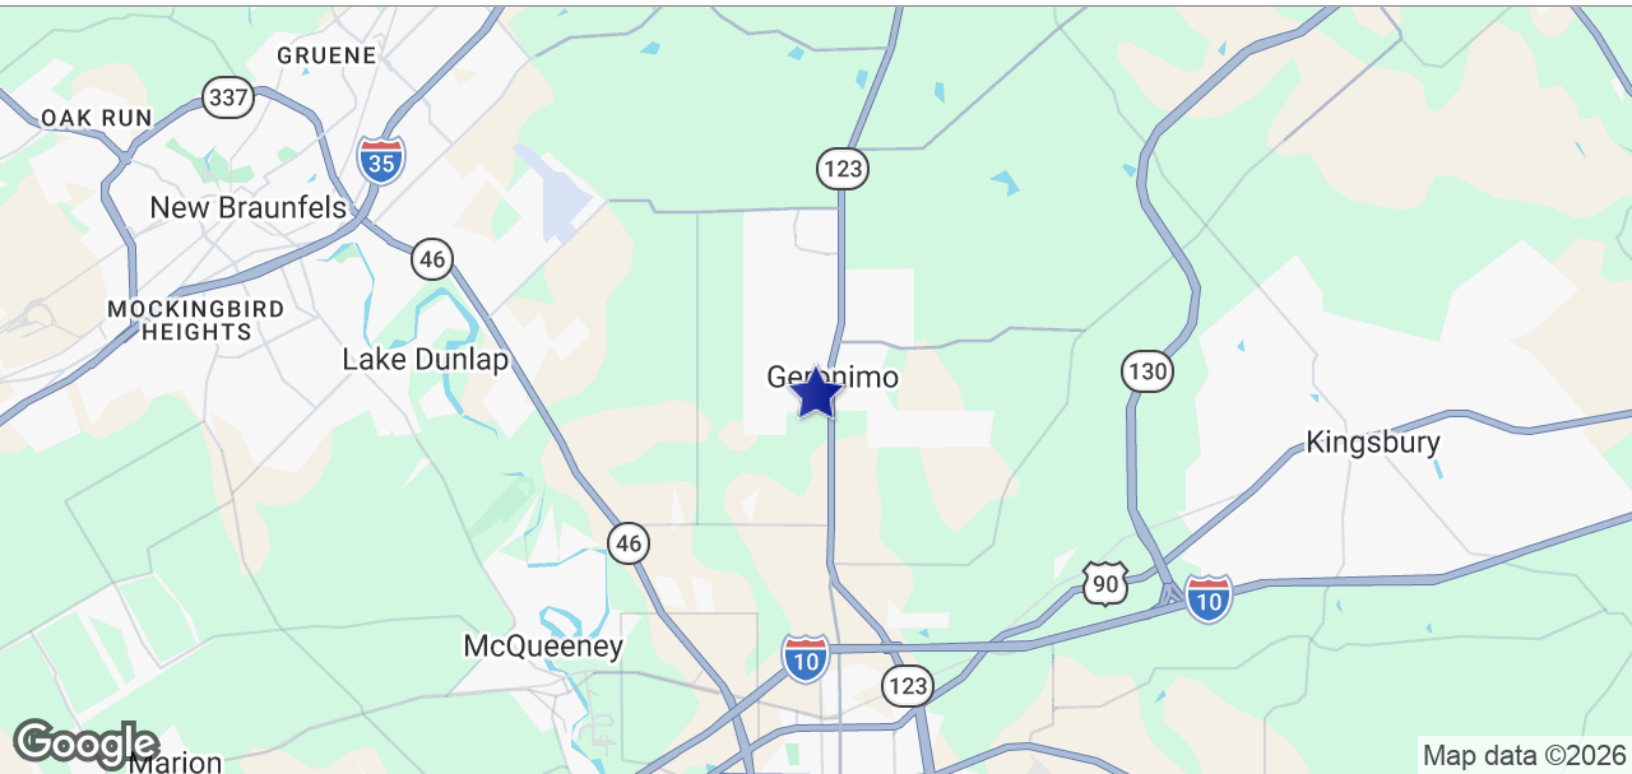 GRUENE
337
OAK RUN
35
123
New Braunfels
46
MOCKINGBIRD
HEIGHTS
Lake Dunlap
Geronimo
130
Kingsbury
46
90
10
McQueeney
10
123
Google
Marion
Map data ©2026